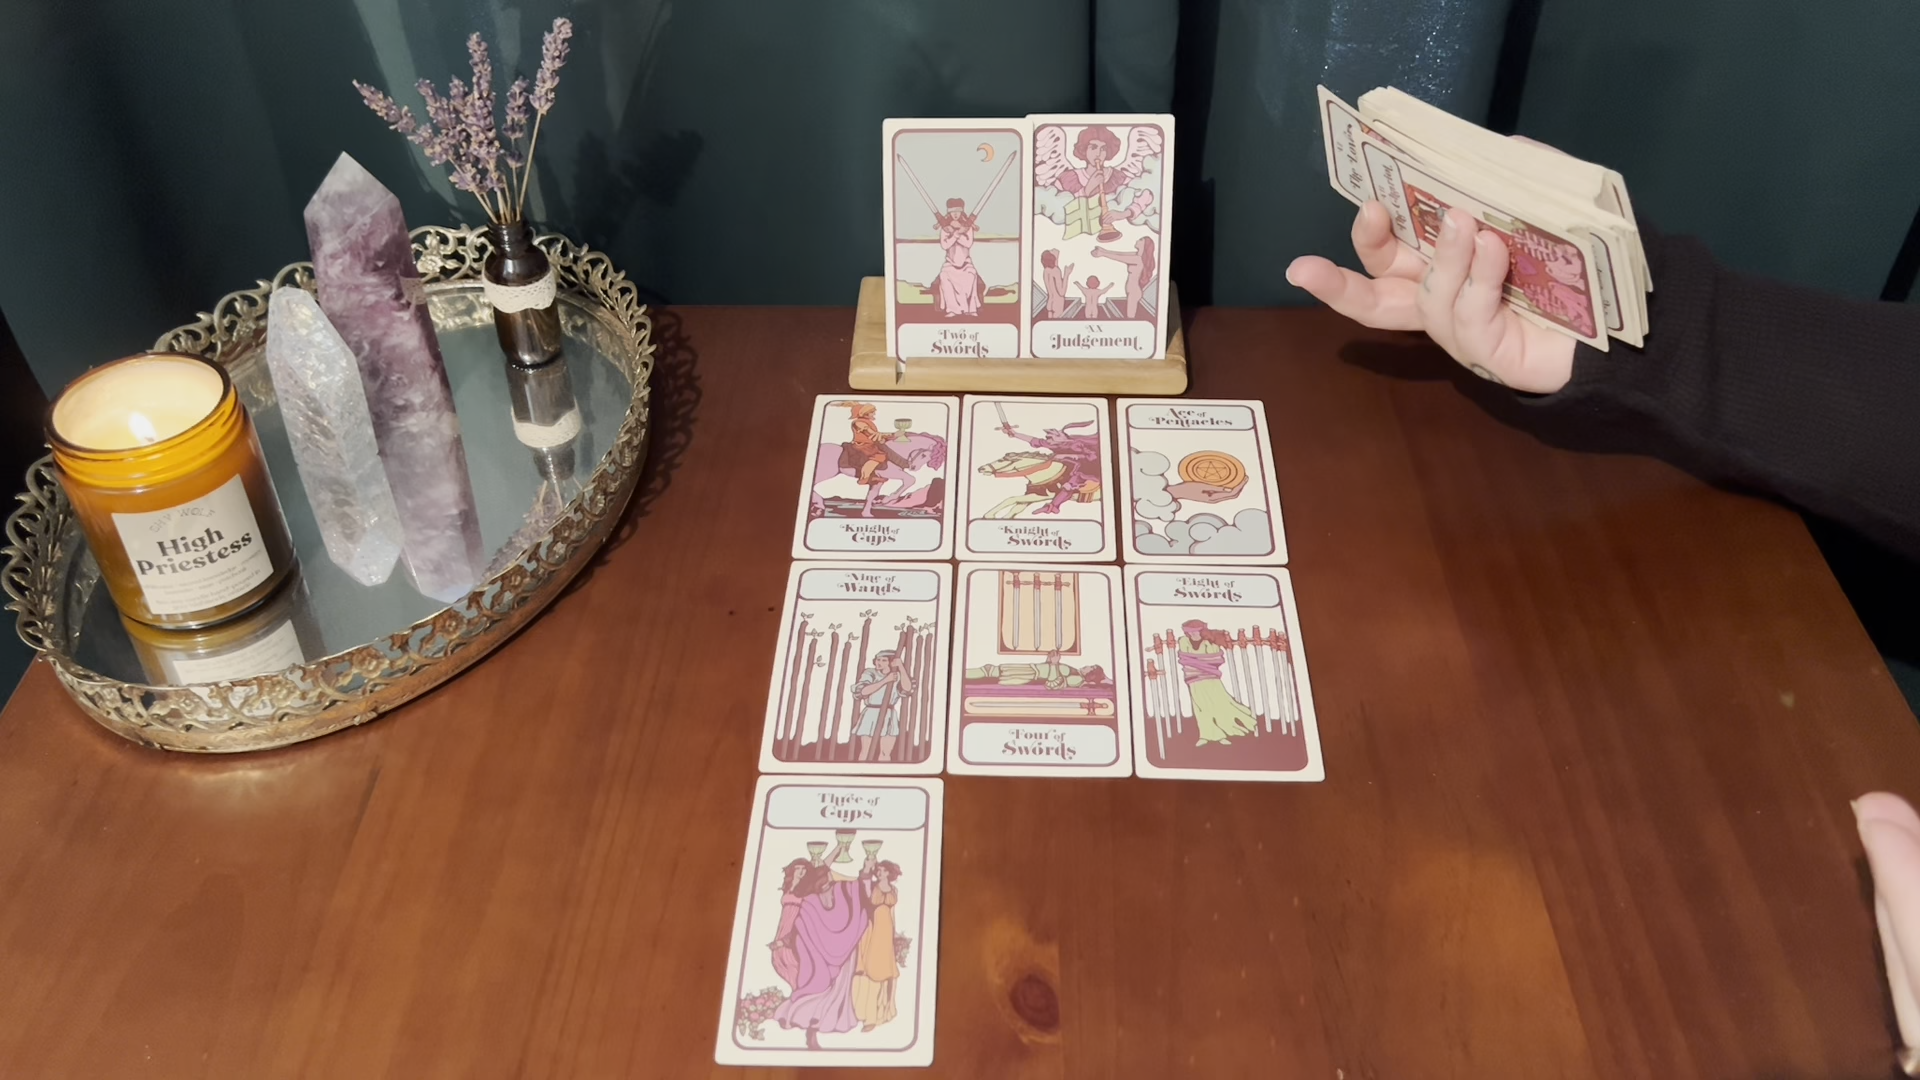 Two of
Swords
XX
Judgement
Knight of
Cups
Knight of
Swords
Ace of
Pentacles
Nine of
Wands
Four of
Swords
Eight of
Swords
Three of
Cups
High
Priestess
The Lovers
VII
The Chariot